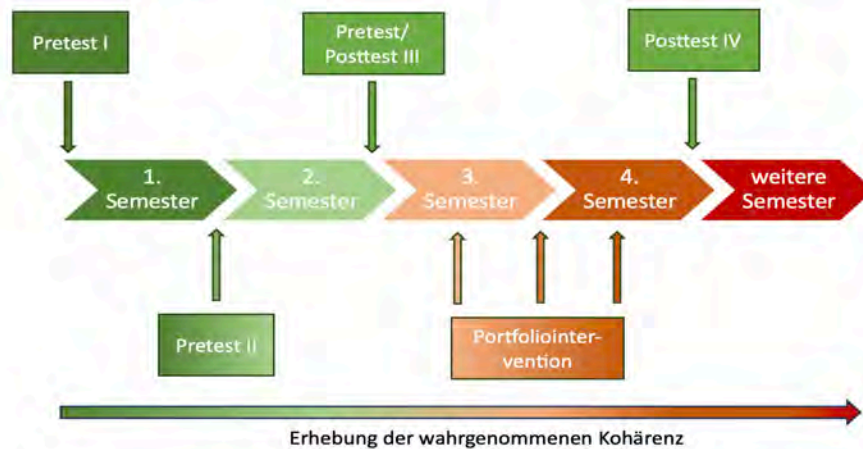 Pretest I
Pretest/
Posttest III
Posttest IV
1.
Semester
2.
Semester
3.
Semester
4.
Semester
weitere
Semester
Pretest II
Portfoliointer-
vention
Erhebung der wahrgenommenen Kohärenz